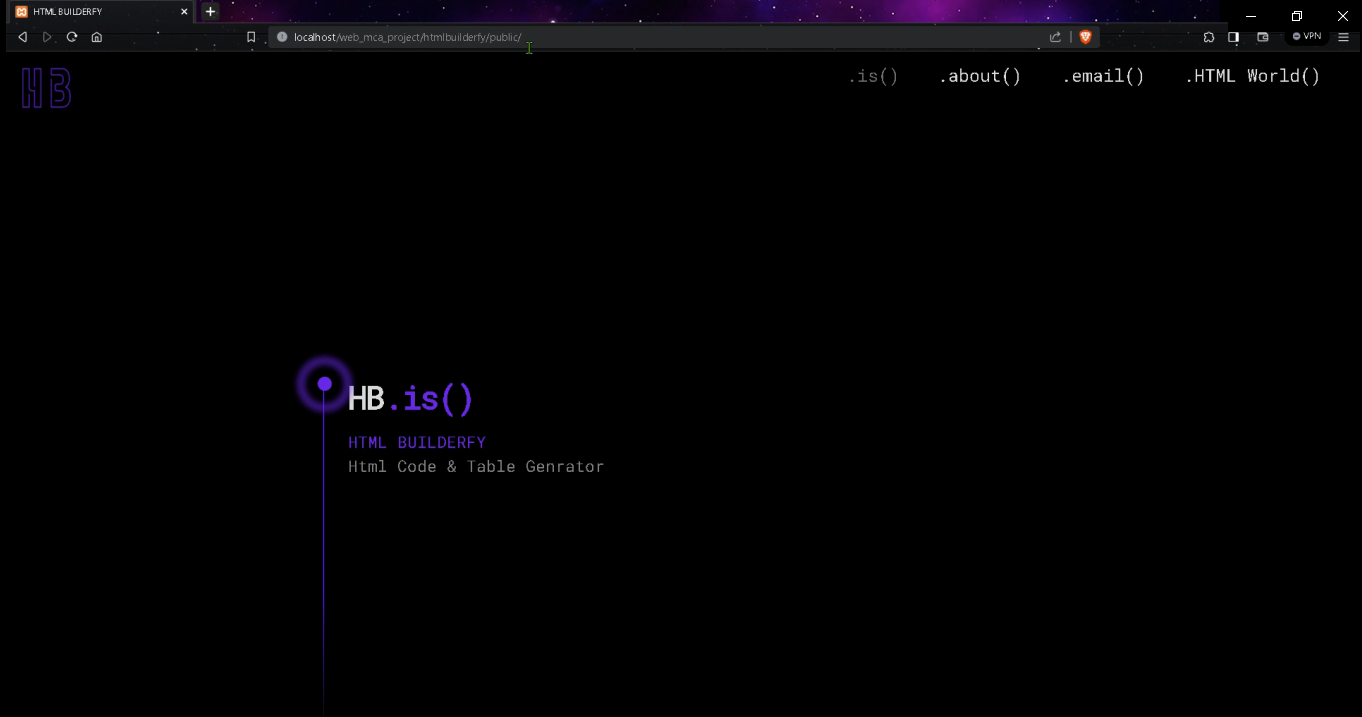 HTML BUILDERFY
localhost/web_mca_project/htmlbuilderfy/public/
VPN
HB
.is() .about() .email() .HTML World()
HB.is()
HTML BUILDERFY
Html Code & Table Genrator